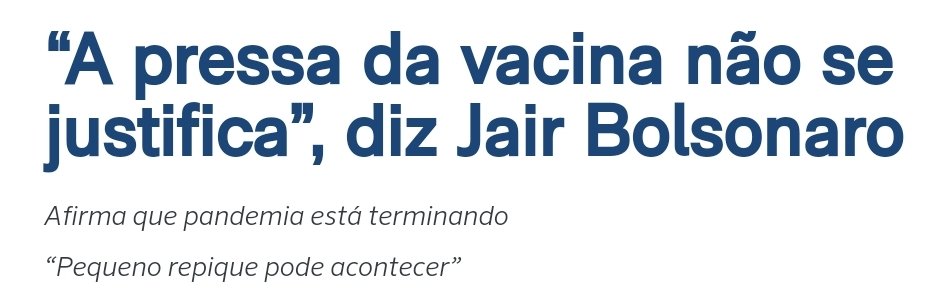 “A pressa da vacina não se
justifica”, diz Jair Bolsonaro
Afirma que pandemia está terminando
“Pequeno repique pode acontecer”